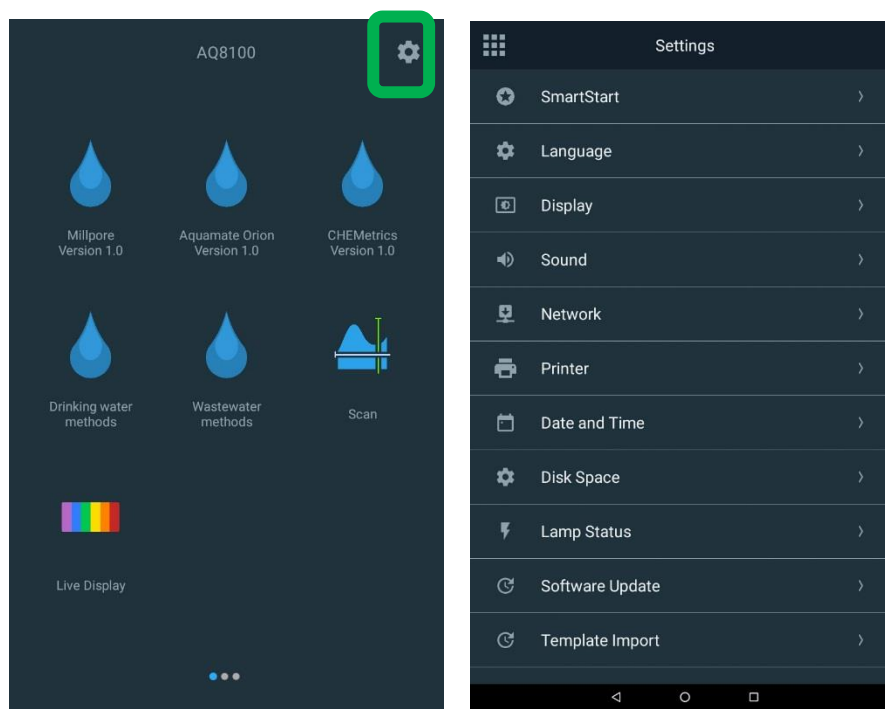 AQ8100
Millpore
Version 1.0
Aquamate Orion
Version 1.0
CHEMetrics
Version 1.0
Drinking water
methods
Wastewater
methods
Scan
Live Display
Settings
SmartStart
Language
Display
Sound
Network
Printer
Date and Time
Disk Space
Lamp Status
Software Update
Template Import